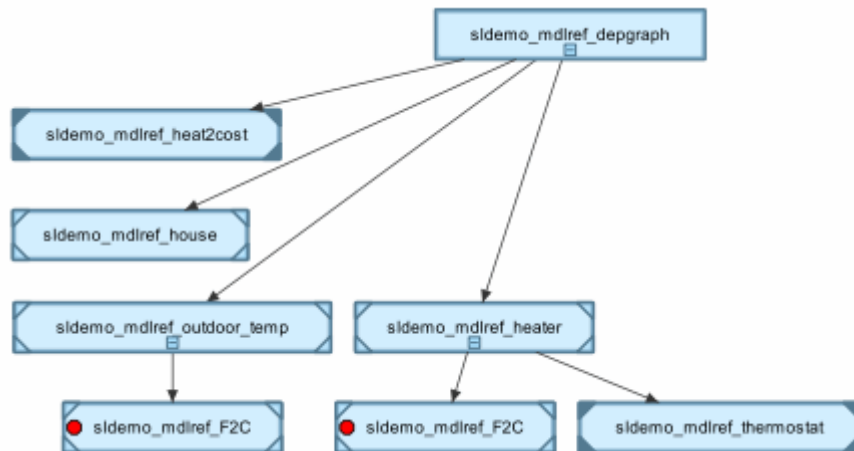 sldemo_mdlref_depgraph
sldemo_mdlref_heat2cost
sldemo_mdlref_house
sldemo_mdlref_outdoor_temp
sldemo_mdlref_heater
sldemo_mdlref_F2C
sldemo_mdlref_F2C
sldemo_mdlref_thermostat